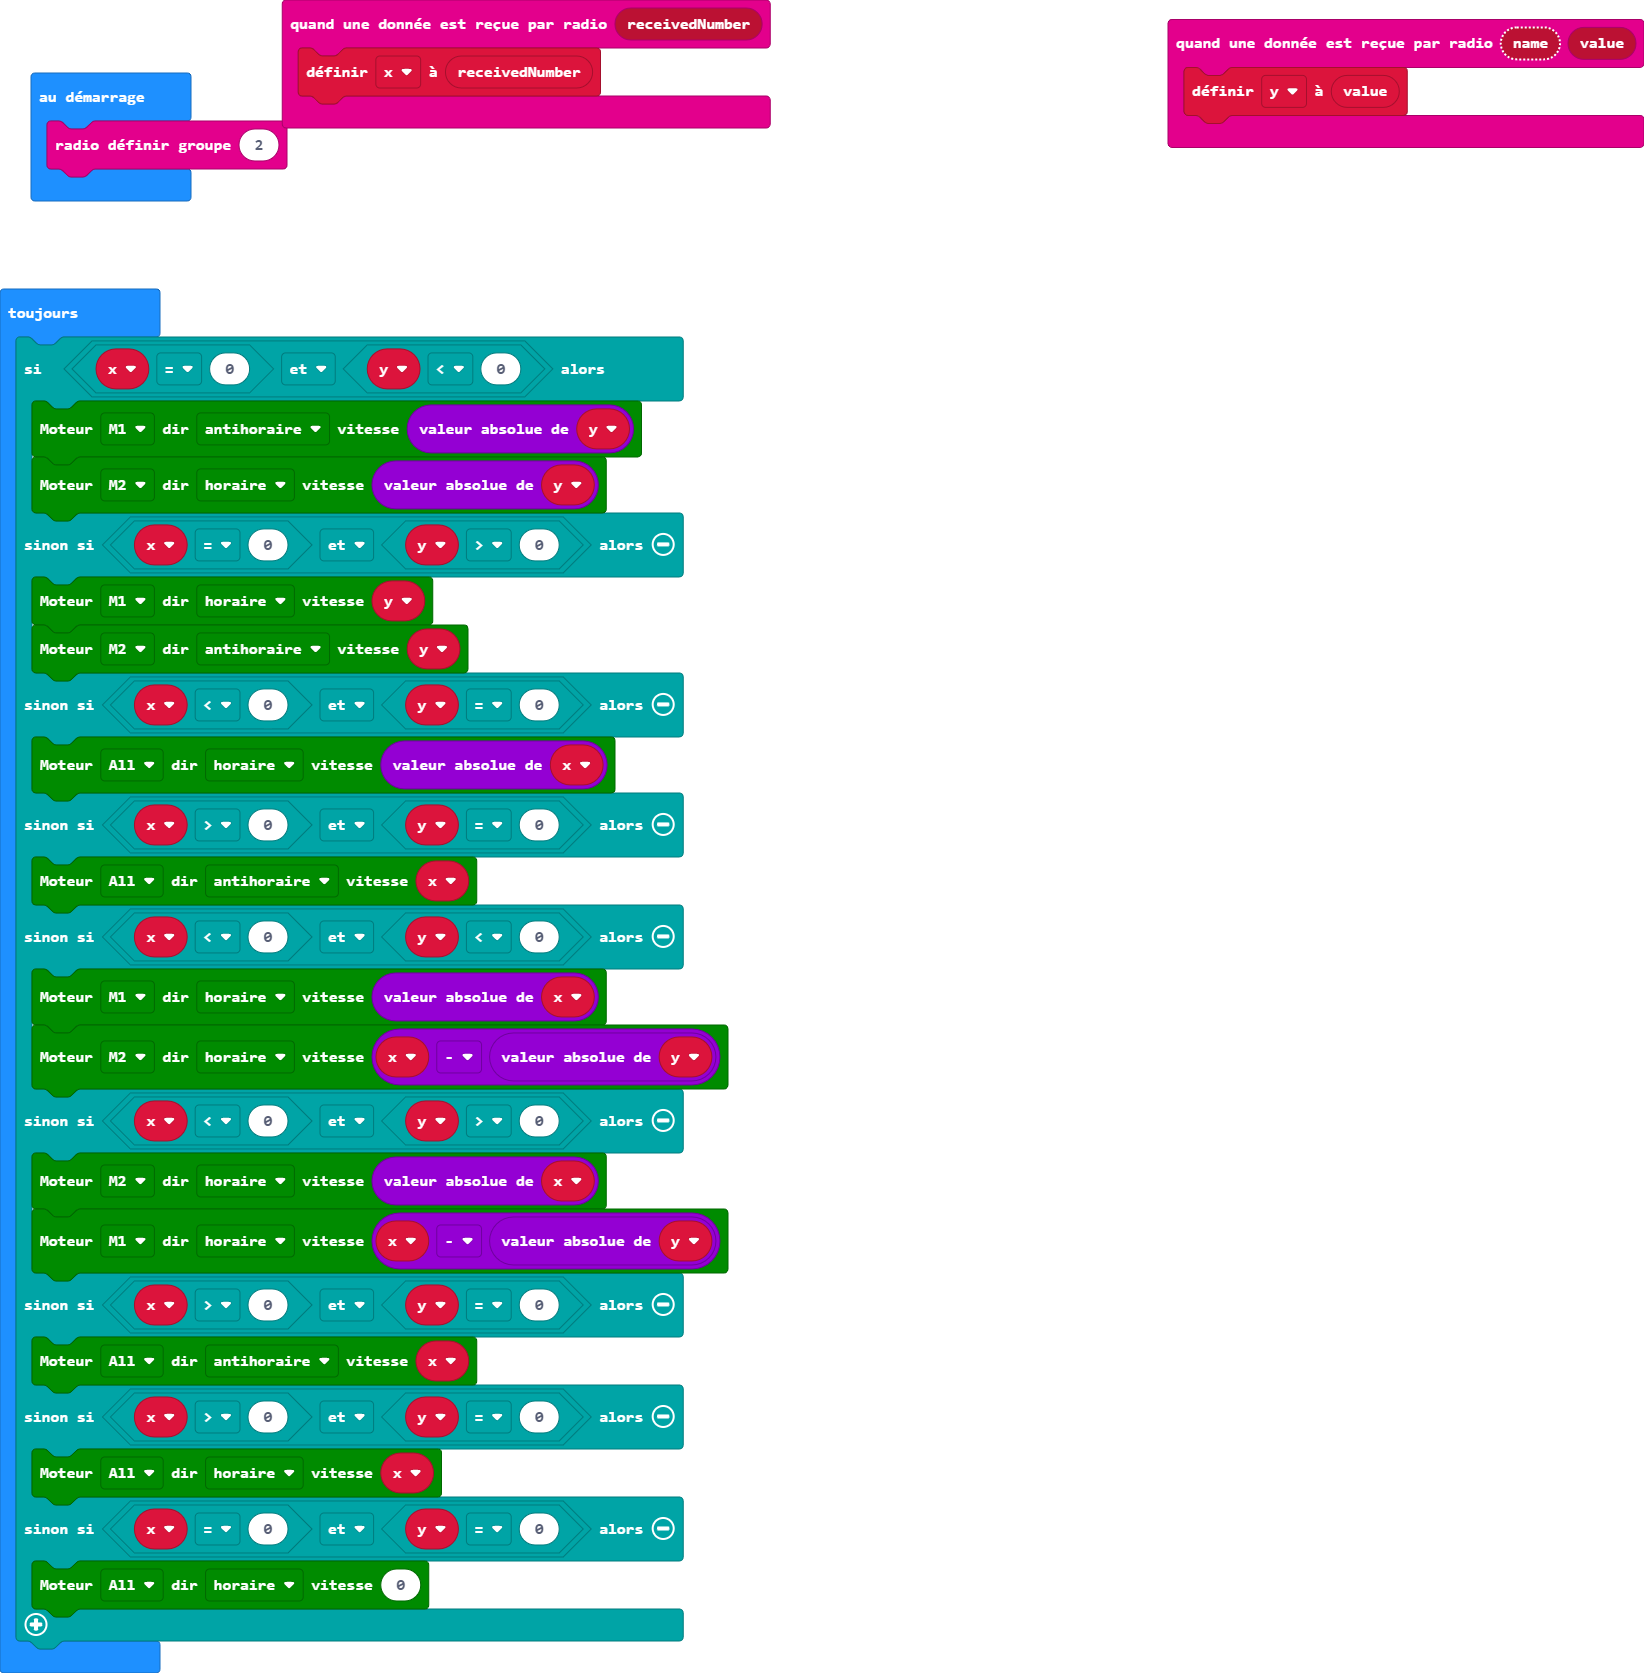 quand une donnée est reçue par radio receivedNumber
définir x à receivedNumber
quand une donnée est reçue par radio name value
définir y à value
au démarrage
radio définir groupe 2
toujours
si x = 0 et y < 0 alors
Moteur M1 dir antihoraire vitesse valeur absolue de y
Moteur M2 dir horaire vitesse valeur absolue de y
sinon si x = 0 et y > 0 alors
Moteur M1 dir horaire vitesse y
Moteur M2 dir antihoraire vitesse y
sinon si x < 0 et y = 0 alors
Moteur All dir horaire vitesse valeur absolue de x
sinon si x > 0 et y = 0 alors
Moteur All dir antihoraire vitesse x
sinon si x < 0 et y < 0 alors
Moteur M1 dir horaire vitesse valeur absolue de x
Moteur M2 dir horaire vitesse x - valeur absolue de y
sinon si x < 0 et y > 0 alors
Moteur M2 dir horaire vitesse valeur absolue de x
Moteur M1 dir horaire vitesse x - valeur absolue de y
sinon si x > 0 et y = 0 alors
Moteur All dir antihoraire vitesse x
sinon si x > 0 et y = 0 alors
Moteur All dir horaire vitesse x
sinon si x = 0 et y = 0 alors
Moteur All dir horaire vitesse 0